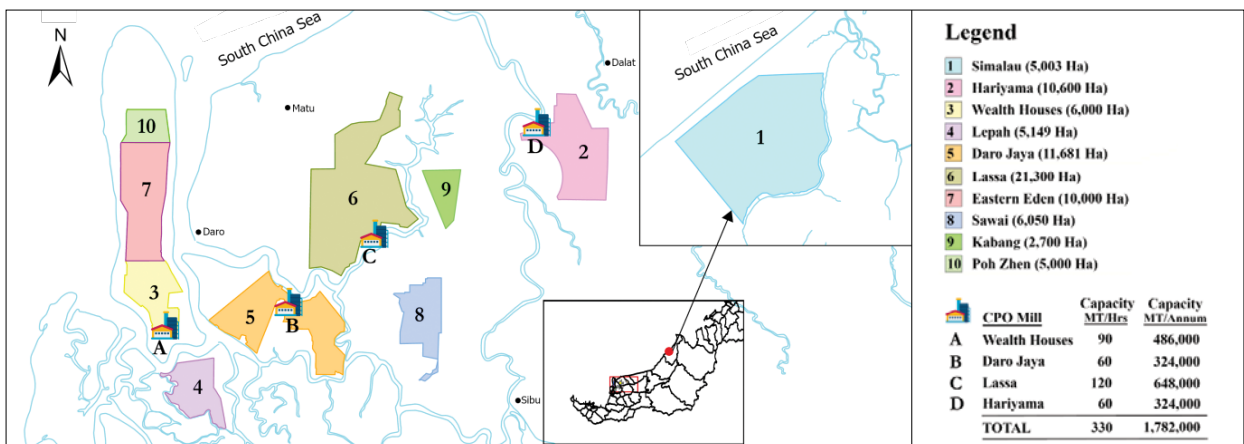 N
South China Sea
Dalat
Matu
10
D
2
7
6
9
Daro
C
3
5
B
8
A
4
Sibu
South China Sea
1
Legend
1 Simalau (5,003 Ha)
2 Hariyama (10,600 Ha)
3 Wealth Houses (6,000 Ha)
4 Lepah (5,149 Ha)
5 Daro Jaya (11,681 Ha)
6 Lassa (21,300 Ha)
7 Eastern Eden (10,000 Ha)
8 Sawai (6,050 Ha)
9 Kabang (2,700 Ha)
10 Poh Zhen (5,000 Ha)
Capacity Capacity
CPO Mill MT/Hrs MT/Annum
A Wealth Houses 90 486,000
B Daro Jaya 60 324,000
C Lassa 120 648,000
D Hariyama 60 324,000
TOTAL 330 1,782,000